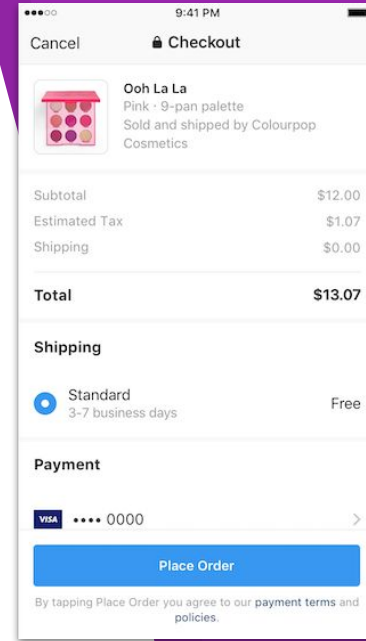 9:41 PM
Cancel Checkout
Ooh La La
Pink · 9-pan palette
Sold and shipped by Colourpop
Cosmetics
Subtotal $12.00
Estimated Tax $1.07
Shipping $0.00
Total $13.07
Shipping
Standard
3-7 business days
Free
Payment
VISA •••• 0000
Place Order
By tapping Place Order you agree to our payment terms and
policies.